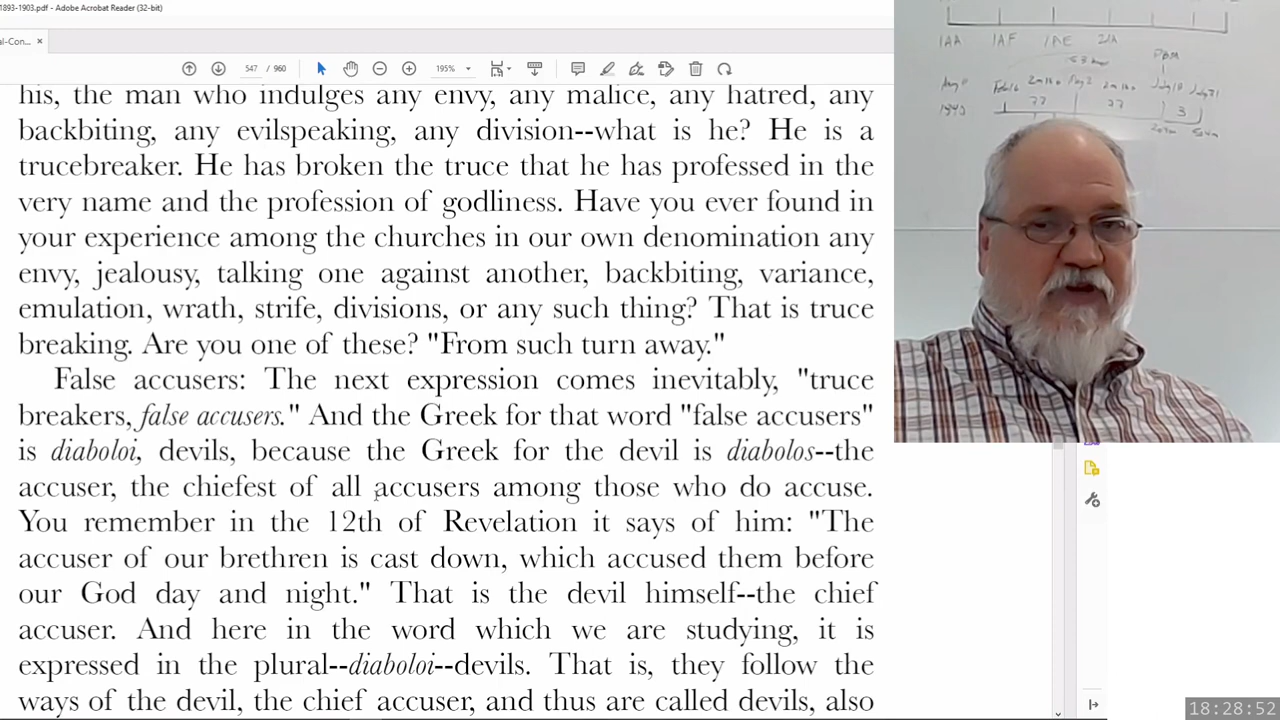 1893-1903.pdf - Adobe Acrobat Reader (32-bit)
al-Con... ×
547 / 960
195%
his, the man who indulges any envy, any malice, any hatred, any
backbiting, any evilspeaking, any division--what is he? He is a
trucebreaker. He has broken the truce that he has professed in the
very name and the profession of godliness. Have you ever found in
your experience among the churches in our own denomination any
envy, jealousy, talking one against another, backbiting, variance,
emulation, wrath, strife, divisions, or any such thing? That is truce
breaking. Are you one of these? "From such turn away."
False accusers: The next expression comes inevitably, "truce
breakers, false accusers." And the Greek for that word "false accusers"
is diaboloi, devils, because the Greek for the devil is diabolos--the
accuser, the chiefest of all accusers among those who do accuse.
You remember in the 12th of Revelation it says of him: "The
accuser of our brethren is cast down, which accused them before
our God day and night." That is the devil himself--the chief
accuser. And here in the word which we are studying, it is
expressed in the plural--diaboloi--devils. That is, they follow the
ways of the devil, the chief accuser, and thus are called devils, also
1AA 1AF
1840
3
18:28:52